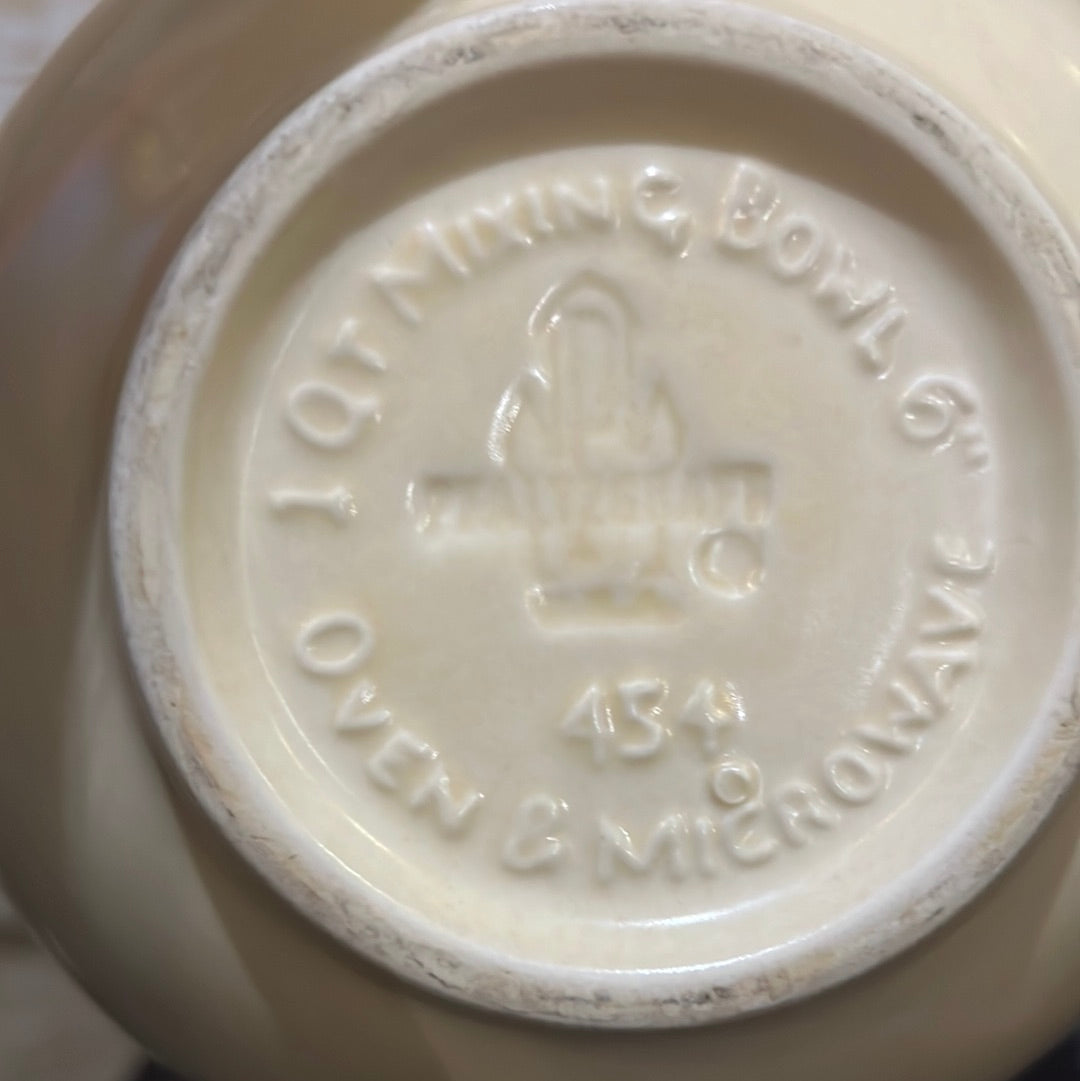 1 QT MIXING BOWL 6"
454
OVEN & MICROWAVE